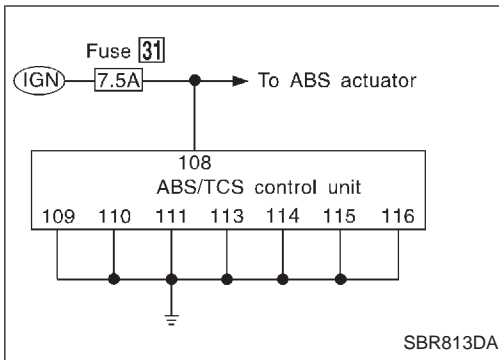 Fuse 31
IGN 7.5A To ABS actuator
108
ABS/TCS control unit
109 110 111 113 114 115 116
SBR813DA